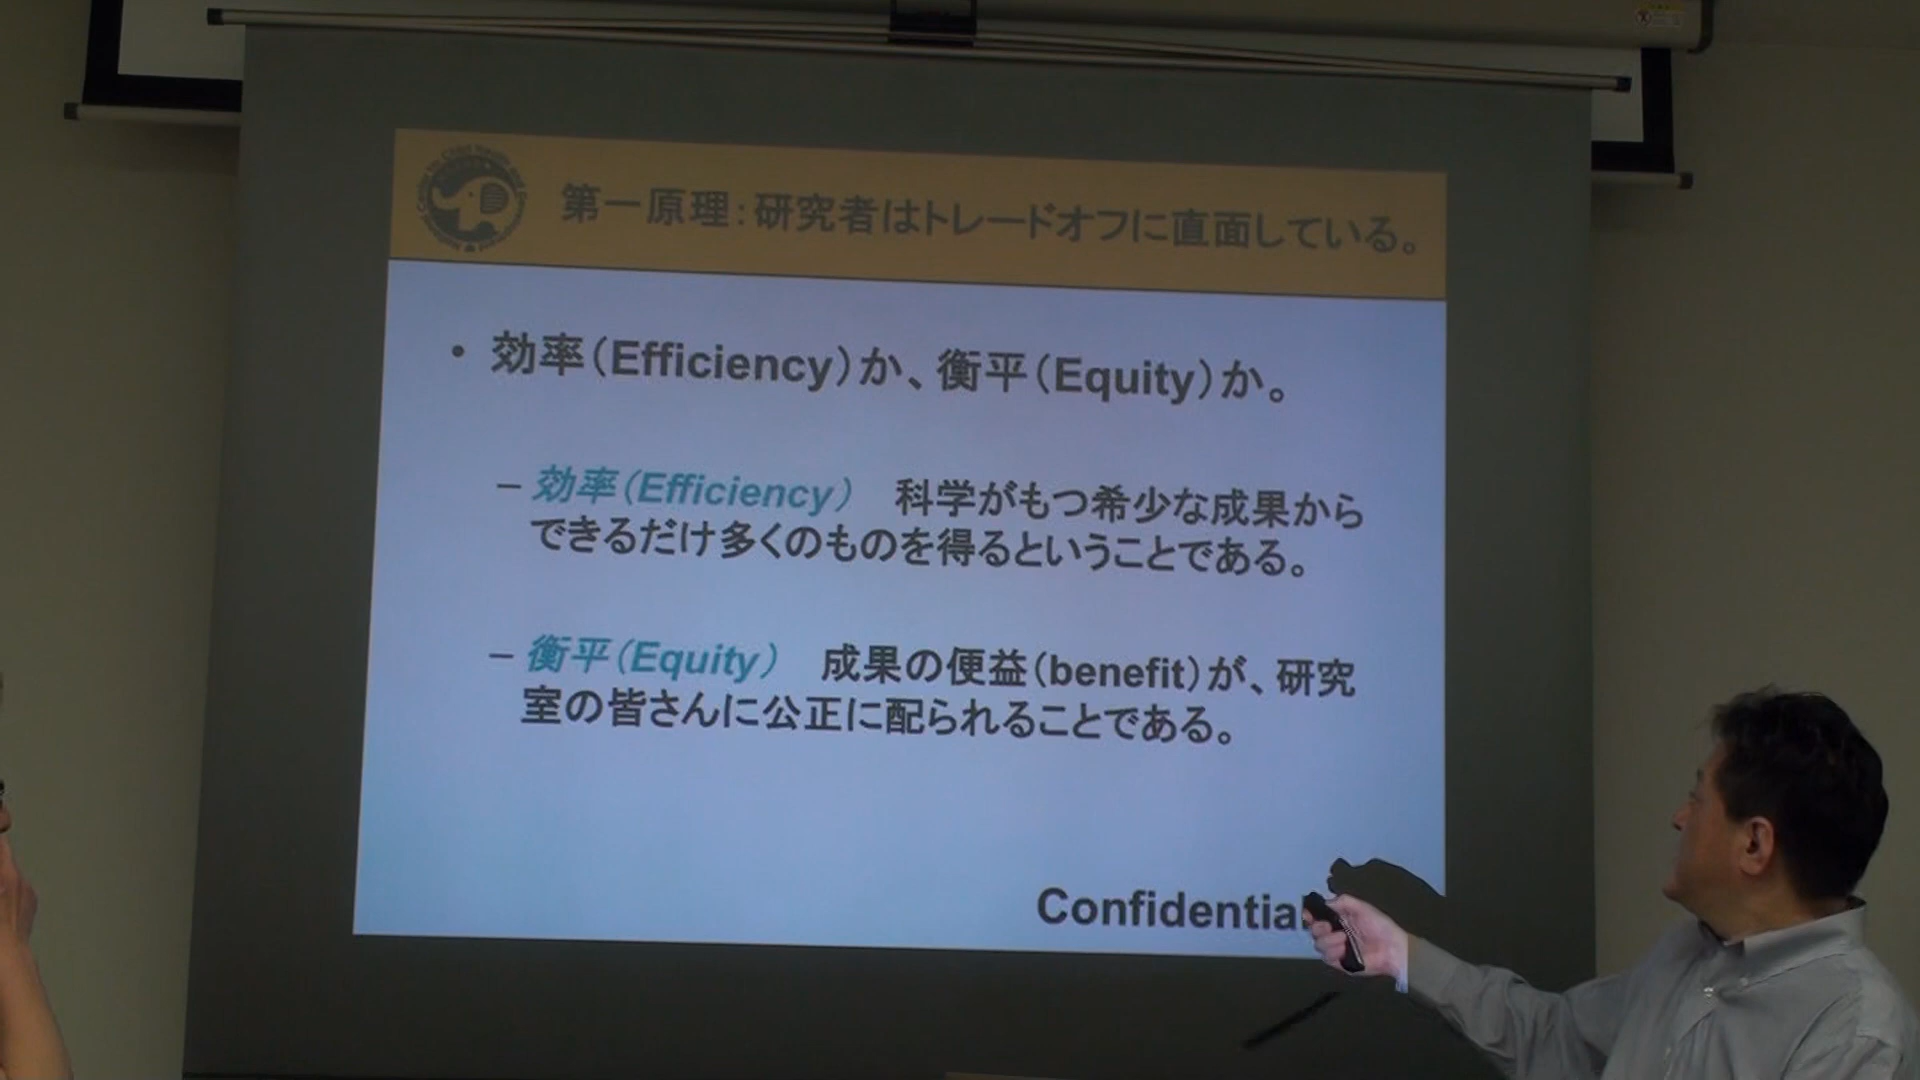 第一原理：研究者はトレードオフに直面している。
• 効率（Efficiency）か、衡平（Equity）か。
– 効率（Efficiency）　科学がもつ希少な成果から
できるだけ多くのものを得るということである。
– 衡平（Equity）　成果の便益（benefit）が、研究
室の皆さんに公正に配られることである。
Confidential